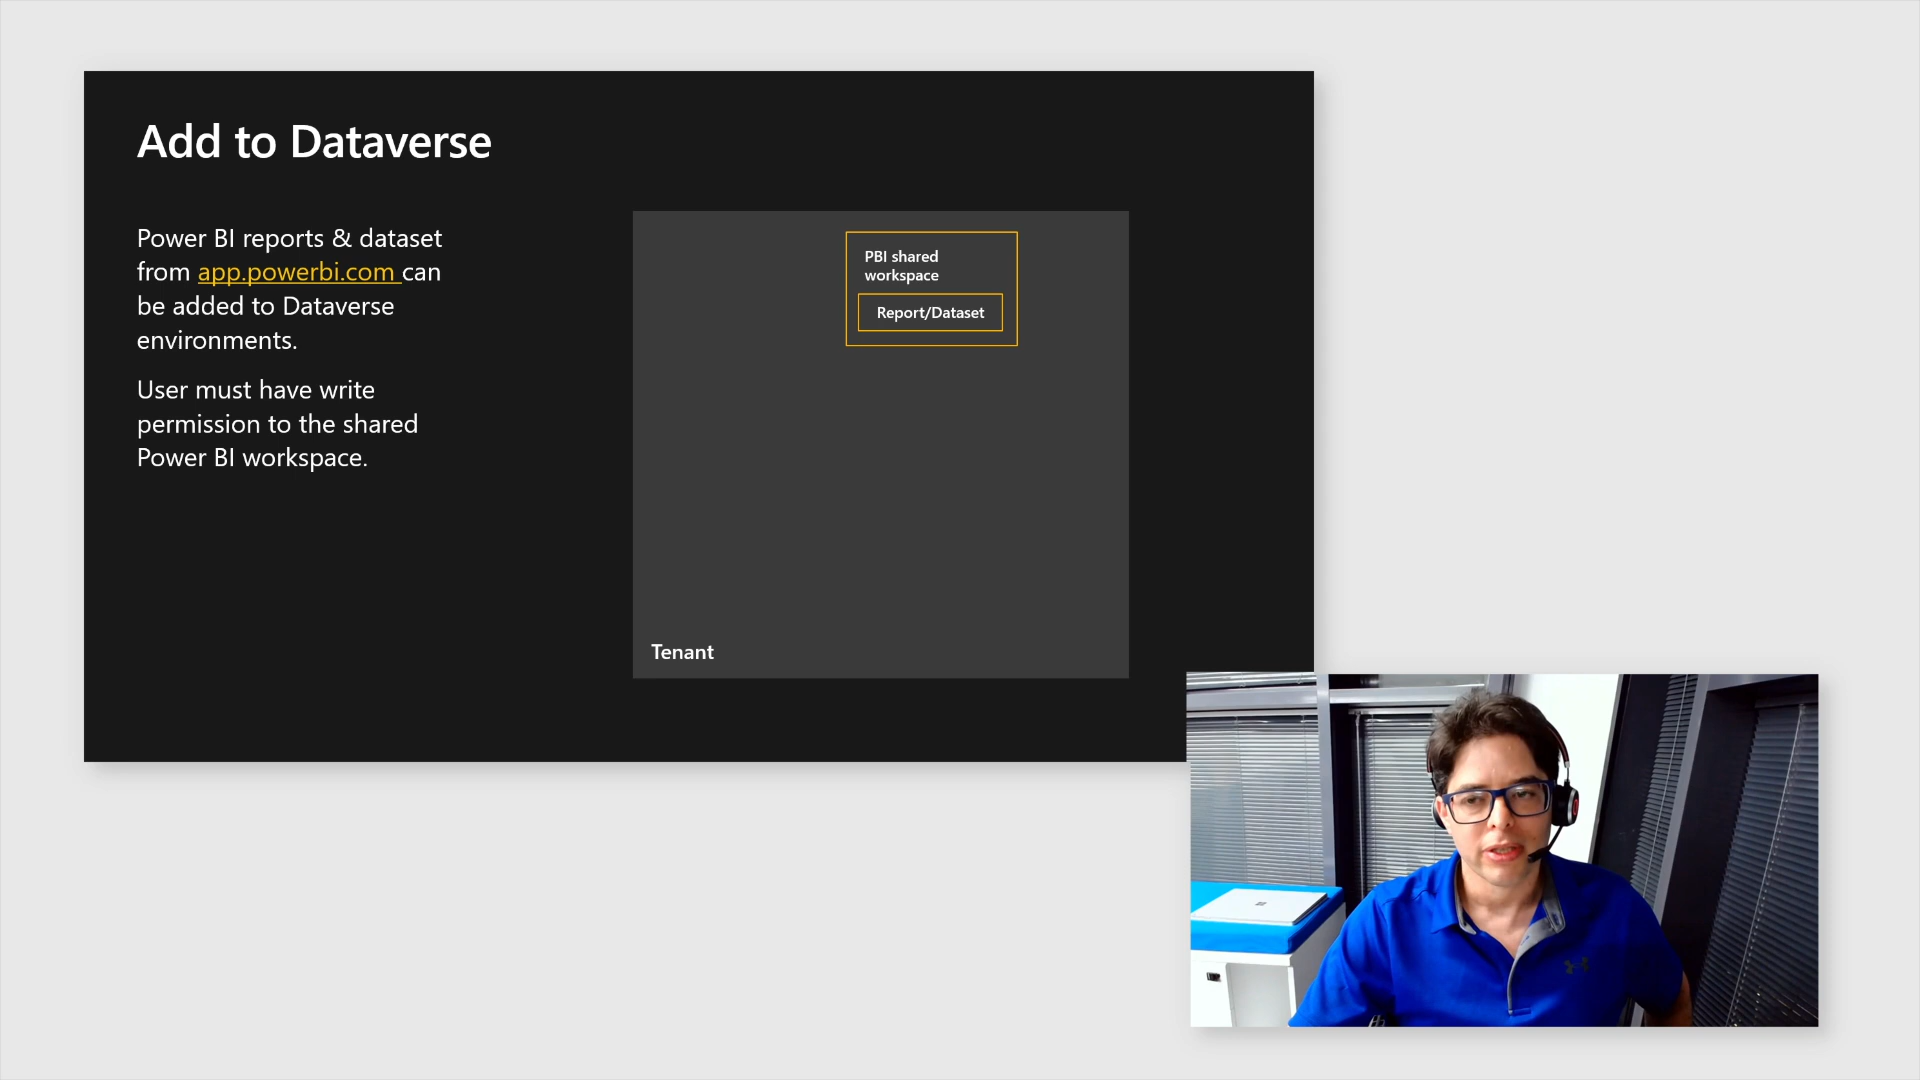 Add to Dataverse
Power BI reports & dataset
from app.powerbi.com can
be added to Dataverse
environments.
User must have write
permission to the shared
Power BI workspace.
PBI shared
workspace
Report/Dataset
Tenant